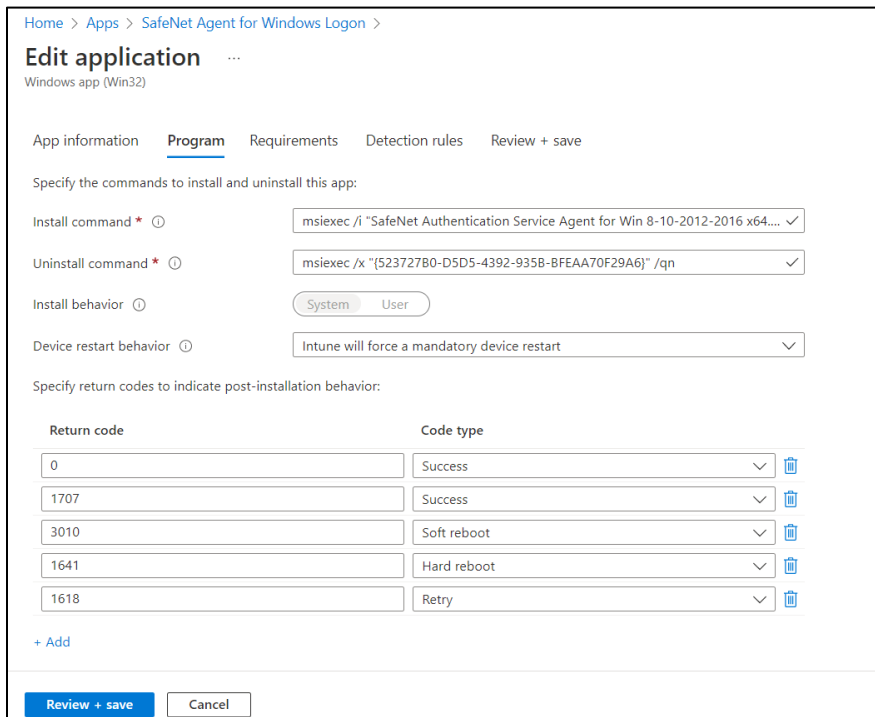 Home > Apps > SafeNet Agent for Windows Logon >
Edit application ...
Windows app (Win32)
App information Program Requirements Detection rules Review + save
Specify the commands to install and uninstall this app:
Install command * msiexec /i "SafeNet Authentication Service Agent for Win 8-10-2012-2016 x64....
Uninstall command * msiexec /x "{523727B0-D5D5-4392-935B-BFEAA70F29A6}" /qn
Install behavior System User
Device restart behavior Intune will force a mandatory device restart
Specify return codes to indicate post-installation behavior:
Return code Code type
0 Success
1707 Success
3010 Soft reboot
1641 Hard reboot
1618 Retry
+ Add
Review + save Cancel